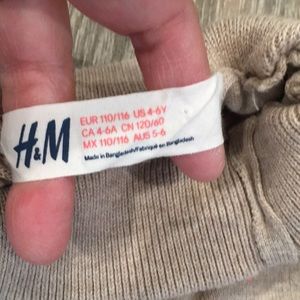 H&M
EUR 110/116 US 4-6Y
CA 4-6A CN 120/60
MX 110/116 AUS 5-6
Made in Bangladesh/Fabriqué en Bangladesh